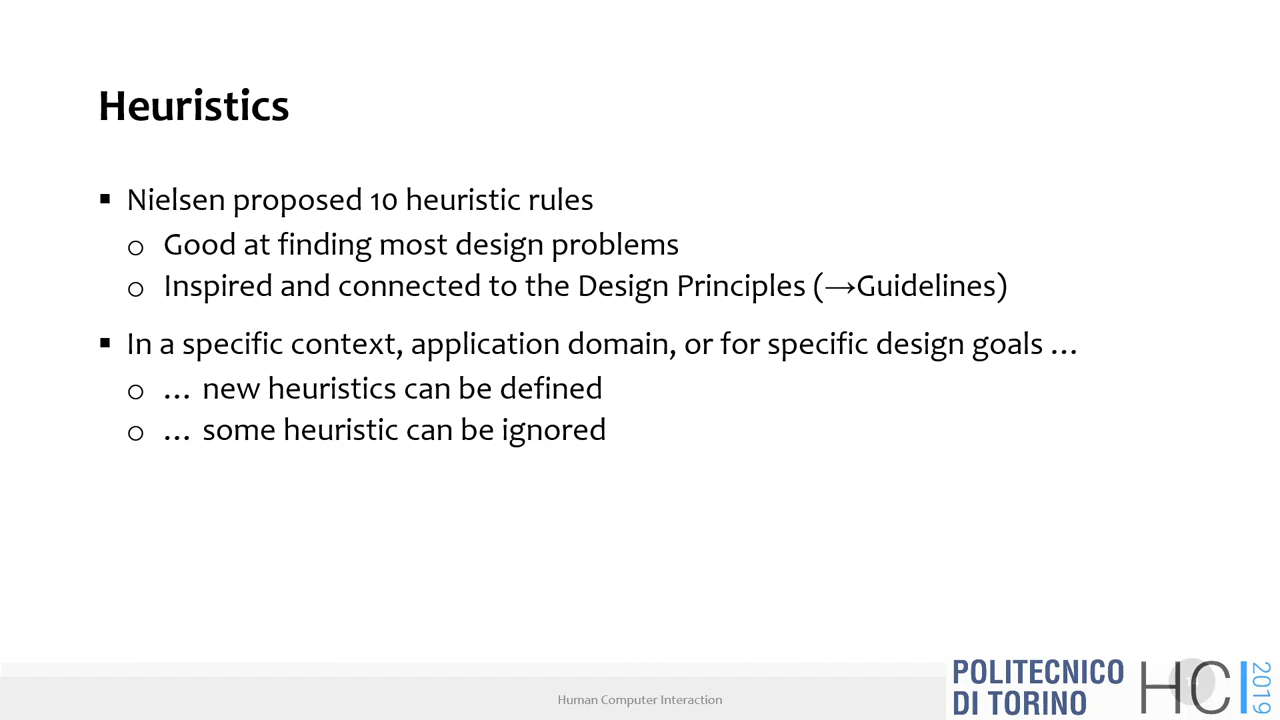 Heuristics
▪ Nielsen proposed 10 heuristic rules
o Good at finding most design problems
o Inspired and connected to the Design Principles (→Guidelines)
▪ In a specific context, application domain, or for specific design goals …
o … new heuristics can be defined
o … some heuristic can be ignored
Human Computer Interaction
POLITECNICO
DI TORINO
HCI
2019